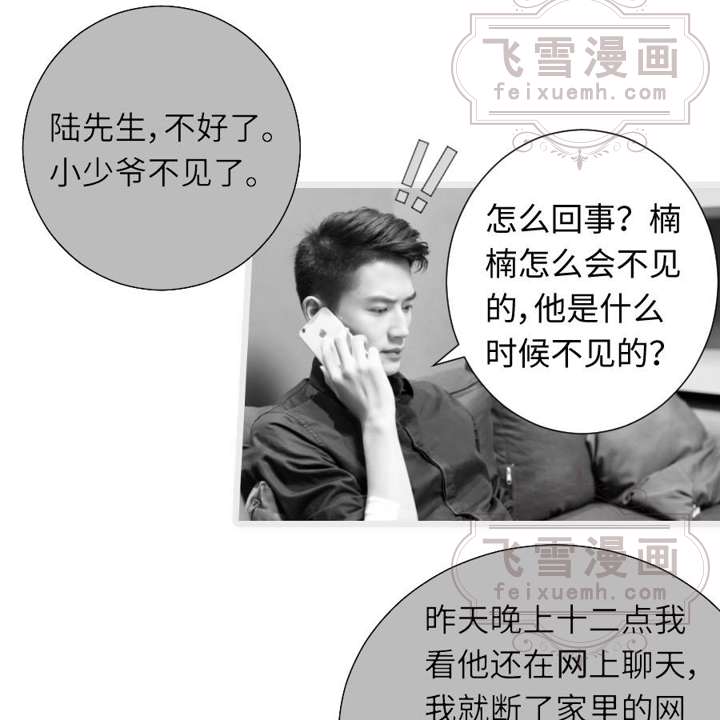 飞雪漫画
feixuemh.com
陆先生，不好了。
小少爷不见了。
!!
怎么回事？楠
楠怎么会不见
的，他是什么
时候不见的？
飞雪漫画
feixuemh.com
昨天晚上十二点我
看他还在网上聊天，
我就断了家里的网